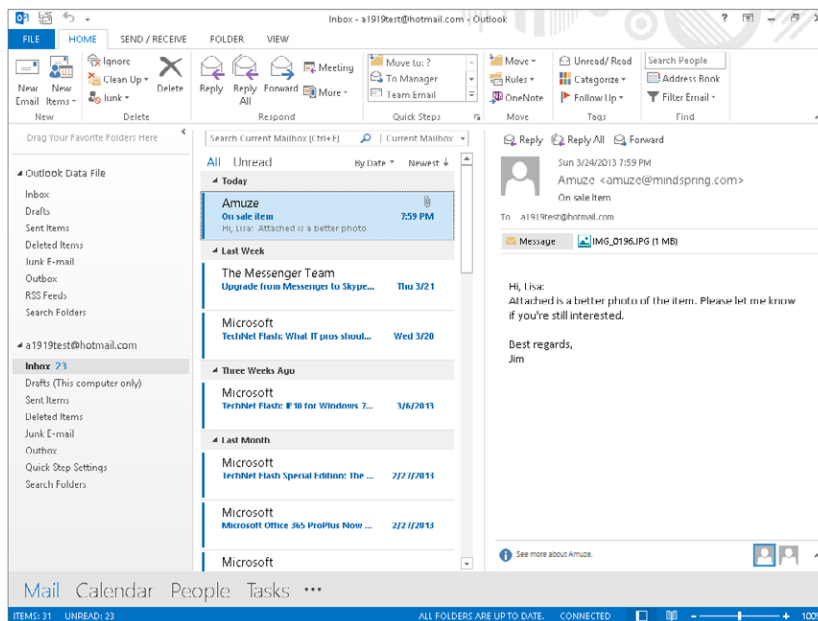 Inbox - a1919test@hotmail.com - Outlook
FILE HOME SEND / RECEIVE FOLDER VIEW
New Email
New Items
New
Ignore
Clean Up
Junk
Delete
Delete
Reply
Reply All
Forward
Meeting
More
Respond
Move to: ?
To Manager
Team Email
Quick Steps
Move
Rules
OneNote
Move
Unread/ Read
Categorize
Follow Up
Tags
Search People
Address Book
Filter Email
Find
Drag Your Favorite Folders Here
Outlook Data File
Inbox
Drafts
Sent Items
Deleted Items
Junk E-mail
Outbox
RSS Feeds
Search Folders
a1919test@hotmail.com
Inbox 23
Drafts (This computer only)
Sent Items
Deleted Items
Junk E-mail
Outbox
Quick Step Settings
Search Folders
Search Current Mailbox (Ctrl+E) Current Mailbox
All Unread By Date Newest
Today
Amuze
On sale item 7:59 PM
Hi, Lisa: Attached is a better photo
Last Week
The Messenger Team
Upgrade from Messenger to Skype... Thu 3/21
Microsoft
TechNet Flash: What IT pros shoul... Wed 3/20
Three Weeks Ago
Microsoft
TechNet Flash: IE 10 for Windows 7... 3/6/2013
Last Month
Microsoft
TechNet Flash Special Edition: The ... 2/27/2013
Microsoft
Microsoft Office 365 ProPlus Now ... 2/27/2013
Microsoft
Reply Reply All Forward
Sun 3/24/2013 7:59 PM
Amuze <amuze@mindspring.com>
On sale item
To a1919test@hotmail.com
Message IMG_0196.JPG (1 MB)
Hi, Lisa:
Attached is a better photo of the item. Please let me know
if you're still interested.
Best regards,
Jim
See more about Amuze.
Mail Calendar People Tasks •••
ITEMS: 31 UNREAD: 23 ALL FOLDERS ARE UP TO DATE. CONNECTED 100%